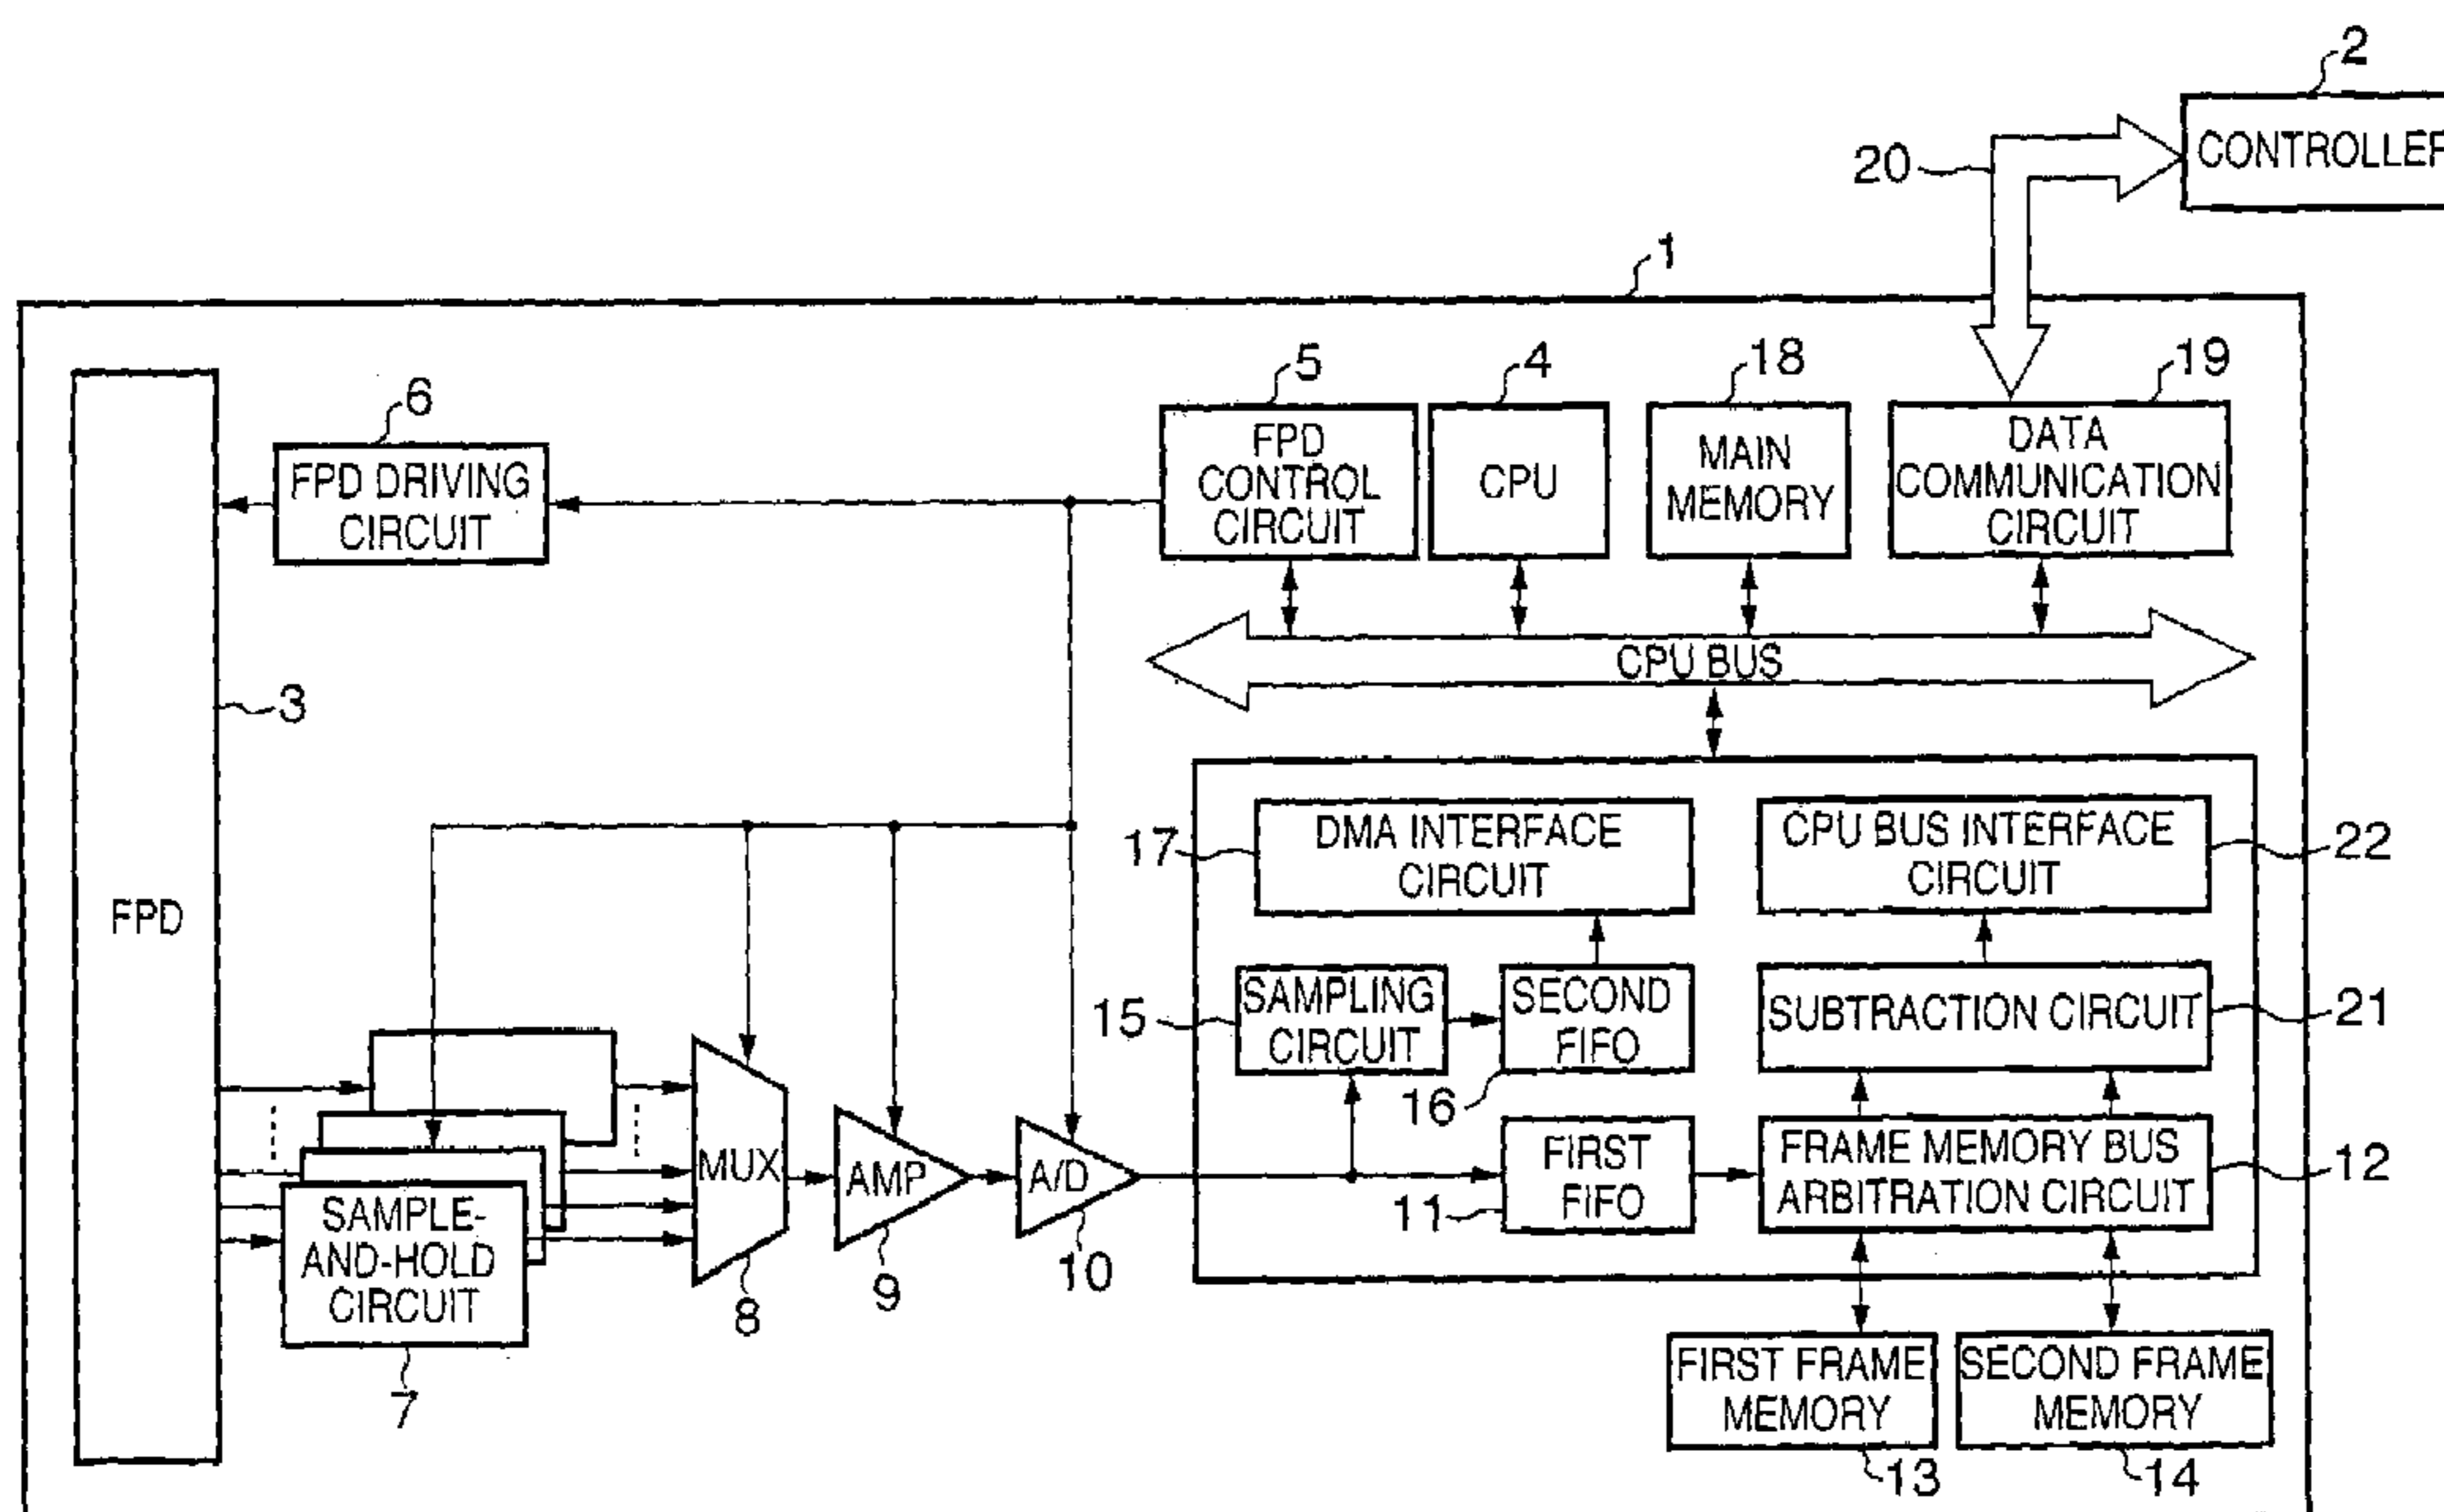 2
CONTROLLER
20
1
5
4
18
19
6
FPD DRIVING
CIRCUIT
FPD
CONTROL
CIRCUIT
CPU
MAIN
MEMORY
DATA
COMMUNICATION
CIRCUIT
CPU BUS
3
FPD
17
DMA INTERFACE
CIRCUIT
CPU BUS INTERFACE
CIRCUIT
22
15
SAMPLING
CIRCUIT
SECOND
FIFO
16
SUBTRACTION CIRCUIT
21
MUX
AMP
A/D
FIRST
FIFO
11
FRAME MEMORY BUS
ARBITRATION CIRCUIT
12
SAMPLE-
AND-HOLD
CIRCUIT
7
8
9
10
FIRST FRAME
MEMORY
13
SECOND FRAME
MEMORY
14